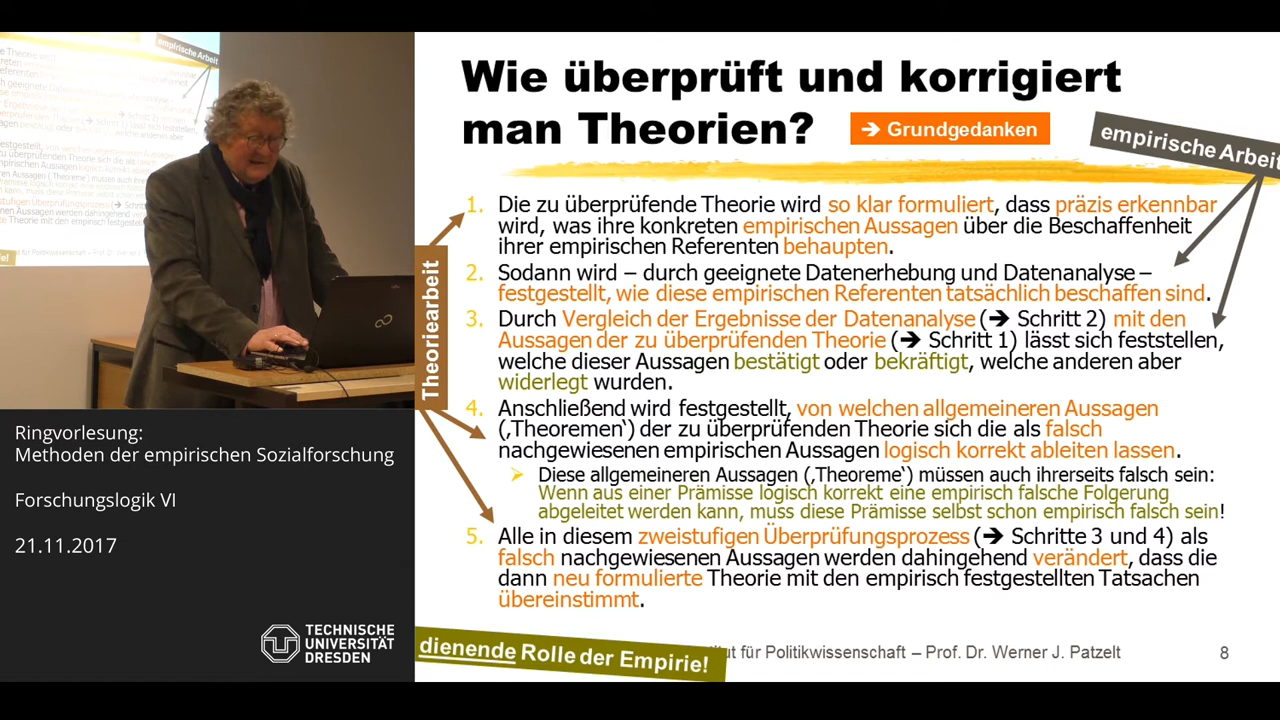 Wie überprüft und korrigiert
man Theorien?
➔ Grundgedanken
empirische Arbeit
Theoriearbeit
1. Die zu überprüfende Theorie wird so klar formuliert, dass präzis erkennbar
wird, was ihre konkreten empirischen Aussagen über die Beschaffenheit
ihrer empirischen Referenten behaupten.
2. Sodann wird – durch geeignete Datenerhebung und Datenanalyse –
festgestellt, wie diese empirischen Referenten tatsächlich beschaffen sind.
3. Durch Vergleich der Ergebnisse der Datenanalyse (➔ Schritt 2) mit den
Aussagen der zu überprüfenden Theorie (➔ Schritt 1) lässt sich feststellen,
welche dieser Aussagen bestätigt oder bekräftigt, welche anderen aber
widerlegt wurden.
4. Anschließend wird festgestellt, von welchen allgemeineren Aussagen
(‚Theoremen‘) der zu überprüfenden Theorie sich die als falsch
nachgewiesenen empirischen Aussagen logisch korrekt ableiten lassen.
➢ Diese allgemeineren Aussagen (‚Theoreme‘) müssen auch ihrerseits falsch sein:
Wenn aus einer Prämisse logisch korrekt eine empirisch falsche Folgerung
abgeleitet werden kann, muss diese Prämisse selbst schon empirisch falsch sein!
5. Alle in diesem zweistufigen Überprüfungsprozess (➔ Schritte 3 und 4) als
falsch nachgewiesenen Aussagen werden dahingehend verändert, dass die
dann neu formulierte Theorie mit den empirisch festgestellten Tatsachen
übereinstimmt.
dienende Rolle der Empirie!
für Politikwissenschaft – Prof. Dr. Werner J. Patzelt
8
Ringvorlesung:
Methoden der empirischen Sozialforschung
Forschungslogik VI
21.11.2017
TECHNISCHE
UNIVERSITÄT
DRESDEN